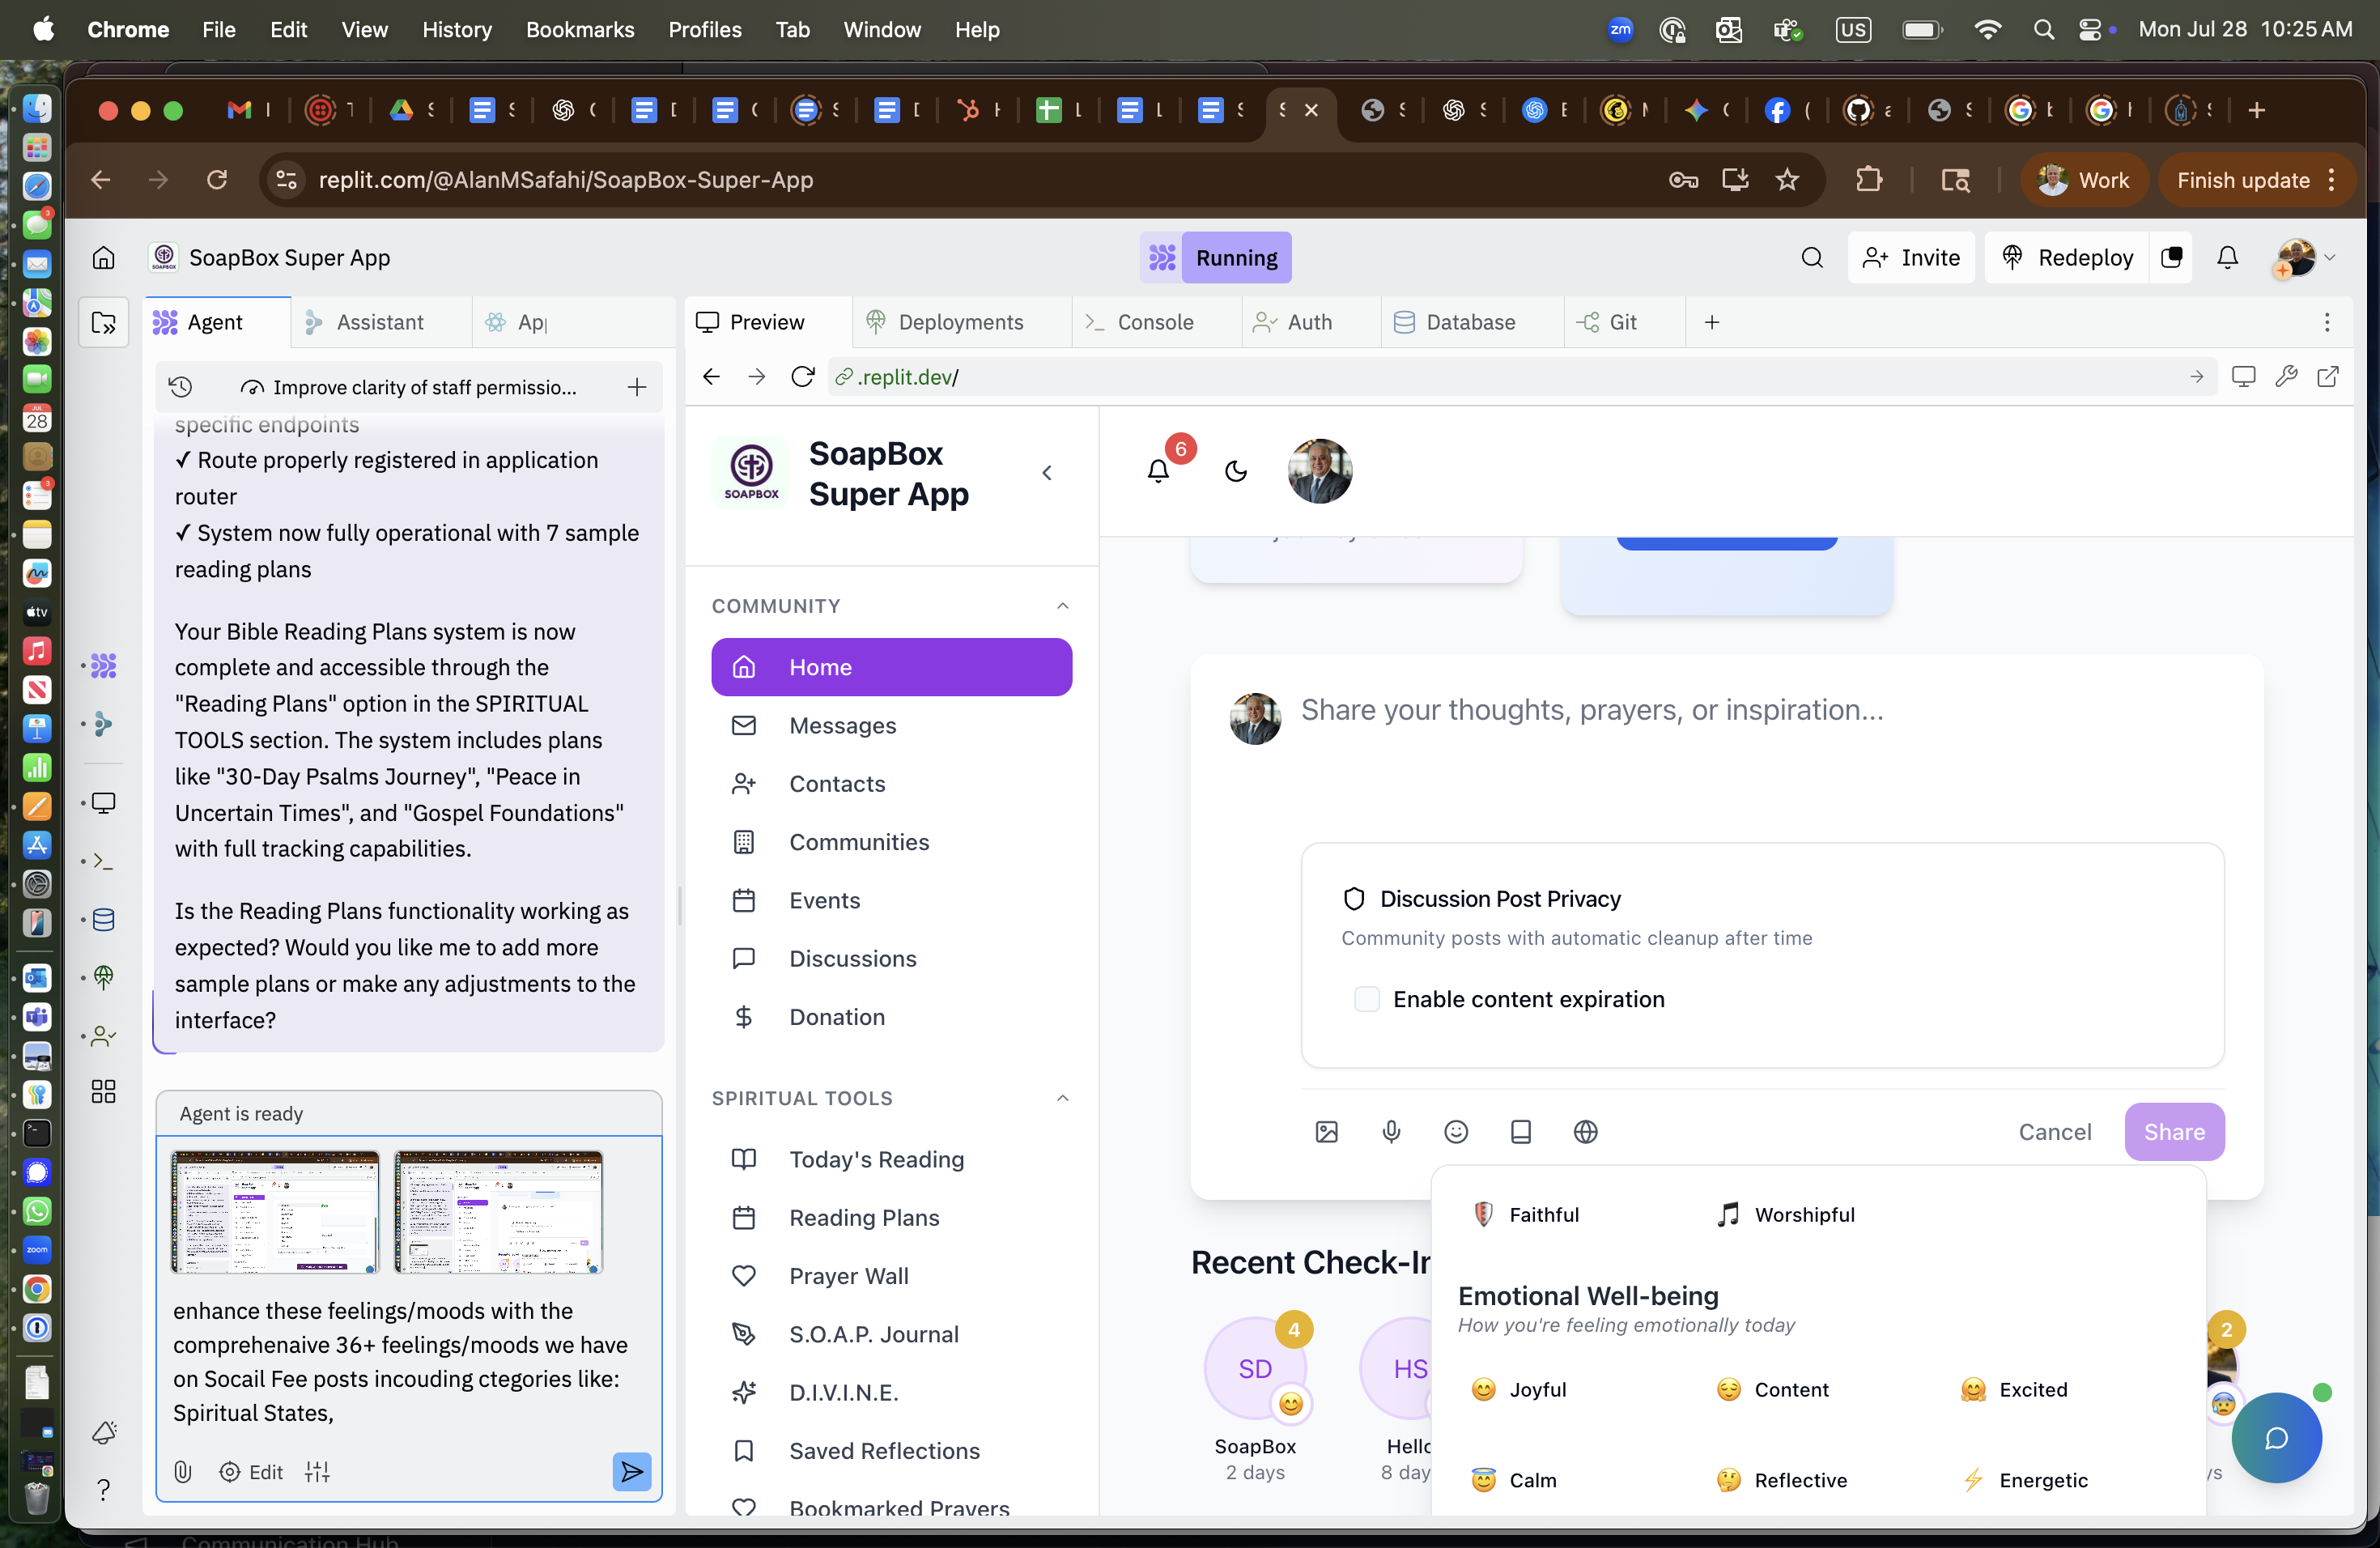 Chrome File Edit View History Bookmarks Profiles Tab Window Help
zm
US
Mon Jul 28 10:25 AM
replit.com/@AlanMSafahi/SoapBox-Super-App
Work
Finish update
SoapBox Super App
Running
Invite
Redeploy
Agent
Assistant
Ap
Preview
Deployments
Console
Auth
Database
Git
Improve clarity of staff permissio...
.replit.dev/
specific endpoints
✓ Route properly registered in application
router
✓ System now fully operational with 7 sample
reading plans
Your Bible Reading Plans system is now
complete and accessible through the
"Reading Plans" option in the SPIRITUAL
TOOLS section. The system includes plans
like "30-Day Psalms Journey", "Peace in
Uncertain Times", and "Gospel Foundations"
with full tracking capabilities.
Is the Reading Plans functionality working as
expected? Would you like me to add more
sample plans or make any adjustments to the
interface?
Agent is ready
enhance these feelings/moods with the
comprehenaive 36+ feelings/moods we have
on Socail Fee posts incouding ctegories like:
Spiritual States,
Edit
SOAPBOX
SoapBox
Super App
COMMUNITY
Home
Messages
Contacts
Communities
Events
Discussions
Donation
SPIRITUAL TOOLS
Today's Reading
Reading Plans
Prayer Wall
S.O.A.P. Journal
D.I.V.I.N.E.
Saved Reflections
Bookmarked Prayers
6
Share your thoughts, prayers, or inspiration...
Discussion Post Privacy
Community posts with automatic cleanup after time
Enable content expiration
Cancel
Share
Faithful
Worshipful
Recent Check-In
Emotional Well-being
How you're feeling emotionally today
Joyful
Content
Excited
Calm
Reflective
Energetic
4
SD
SoapBox
2 days
HS
Hello
8 day
2
Communication Hub